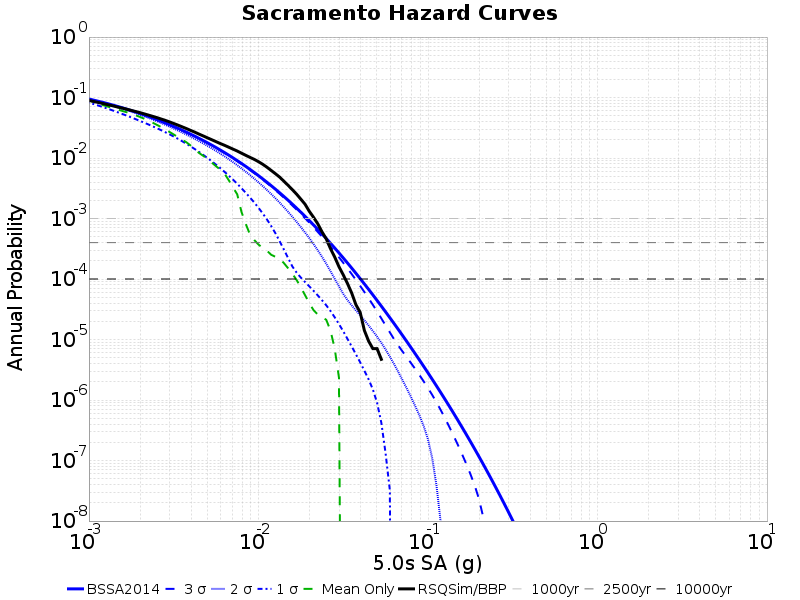 Sacramento Hazard Curves
10^0
10^-1
10^-2
10^-3
10^-4
10^-5
10^-6
10^-7
10^-8
Annual Probability
10^-3 10^-2 10^-1 10^0 10^1
5.0s SA (g)
BSSA2014 3 σ 2 σ 1 σ Mean Only RSQSim/BBP 1000yr 2500yr 10000yr